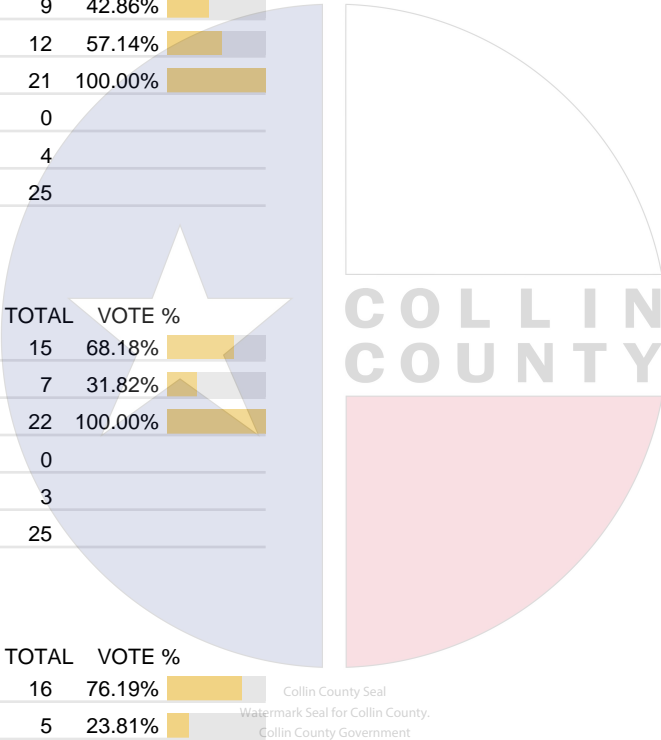 9 42.86%
12 57.14%
21 100.00%
0
4
25
TOTAL VOTE %
15 68.18%
7 31.82%
22 100.00%
0
3
25
COLLIN
COUNTY
TOTAL VOTE %
16 76.19%
5 23.81%
Collin County Seal
Watermark Seal for Collin County.
Collin County Government